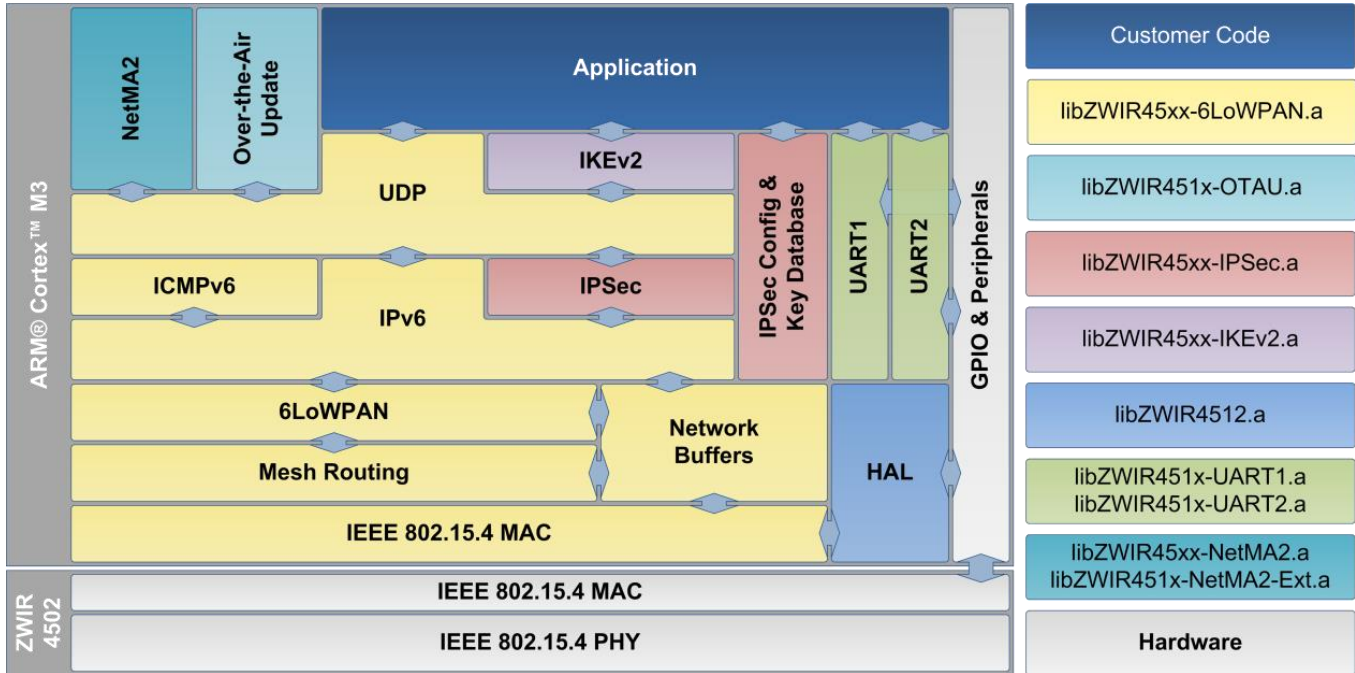 ARM® Cortex™ M3
NetMA2
Over-the-Air
Update
Application
UDP
IKEv2
ICMPv6
IPv6
IPSec
IPSec Config &
Key Database
UART1
UART2
GPIO & Peripherals
6LoWPAN
Mesh Routing
Network
Buffers
HAL
IEEE 802.15.4 MAC
ZWIR
4502
IEEE 802.15.4 MAC
IEEE 802.15.4 PHY
Customer Code
libZWIR45xx-6LoWPAN.a
libZWIR451x-OTAU.a
libZWIR45xx-IPSec.a
libZWIR45xx-IKEv2.a
libZWIR4512.a
libZWIR451x-UART1.a
libZWIR451x-UART2.a
libZWIR45xx-NetMA2.a
libZWIR451x-NetMA2-Ext.a
Hardware